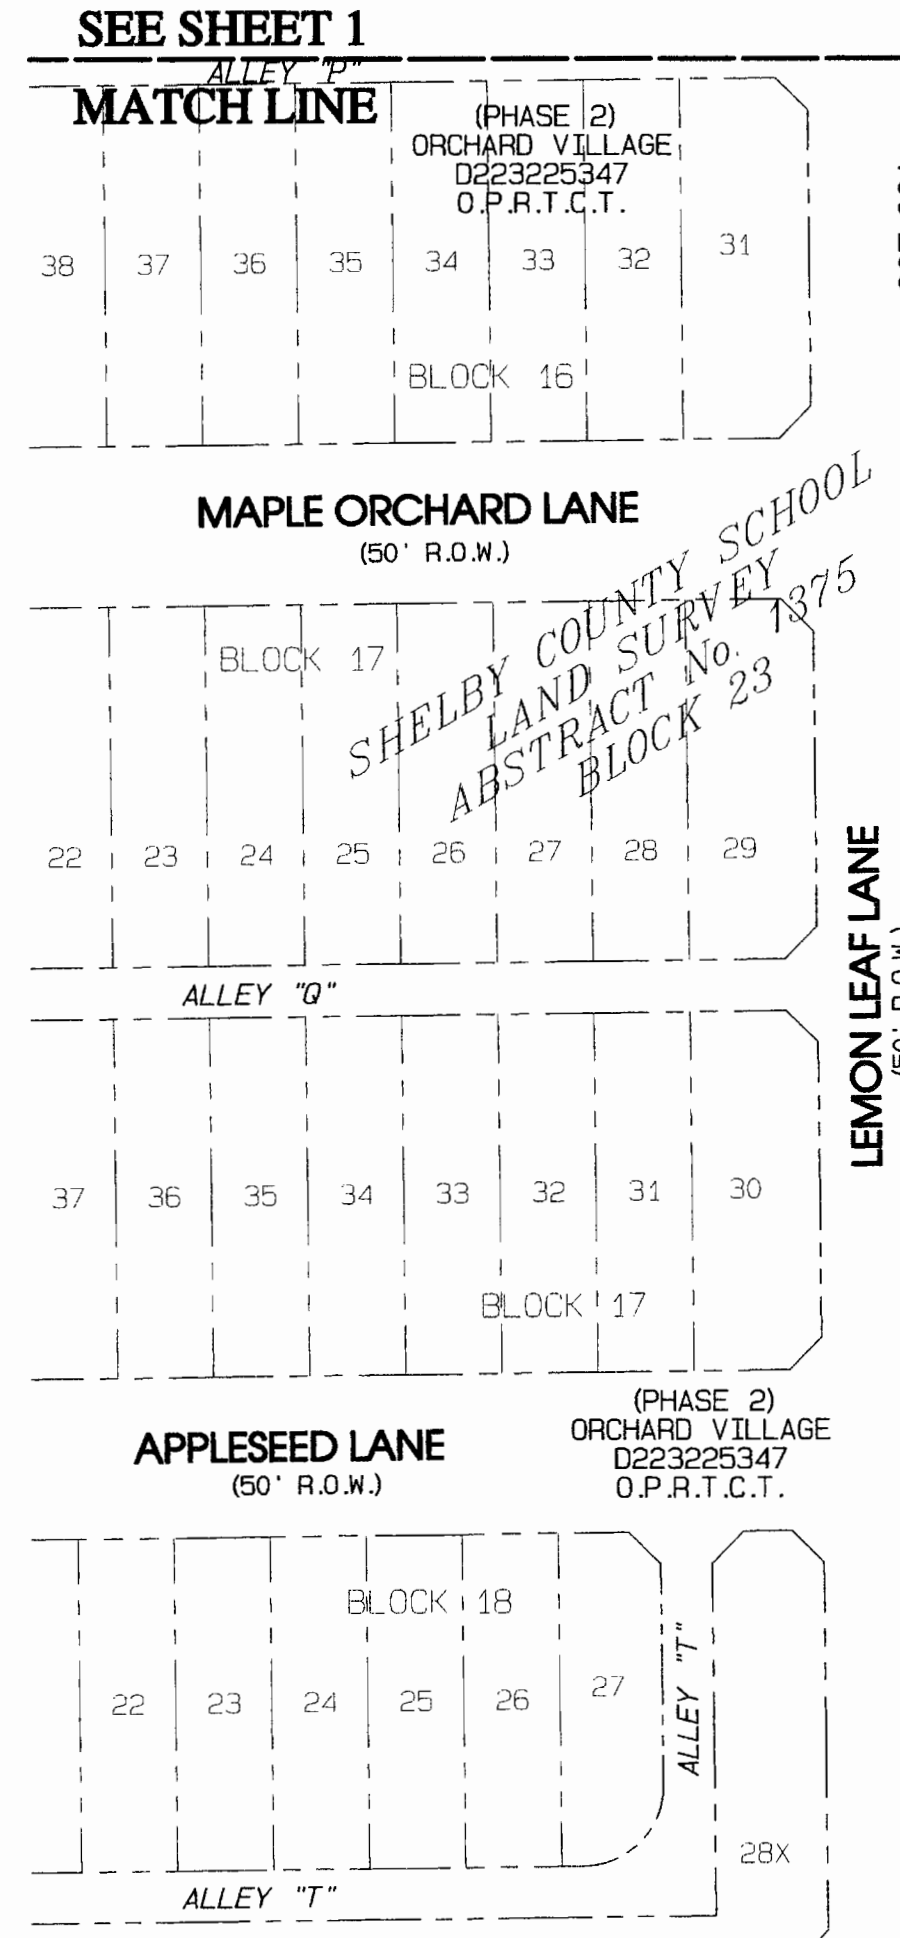 SEE SHEET 1
ALLEY "P"
MATCH LINE
(PHASE 2)
ORCHARD VILLAGE
D223225347
O.P.R.T.C.T.
38 37 36 35 34 33 32 31
BLOCK 16
MAPLE ORCHARD LANE
(50' R.O.W.)
SHELBY COUNTY SCHOOL
LAND SURVEY
ABSTRACT No. 1375
BLOCK 23
BLOCK 17
22 23 24 25 26 27 28 29
ALLEY "Q"
LEMON LEAF LANE
(50' R.O.W.)
37 36 35 34 33 32 31 30
BLOCK 17
(PHASE 2)
ORCHARD VILLAGE
D223225347
O.P.R.T.C.T.
APPLESEED LANE
(50' R.O.W.)
BLOCK 18
22 23 24 25 26 27
ALLEY "T"
28X
ALLEY "T"